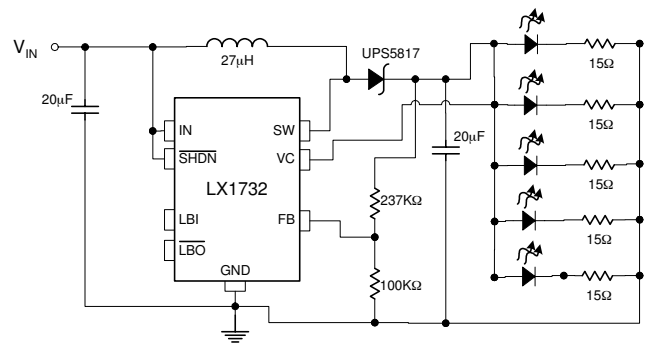 V_IN
27µH
UPS5817
15Ω
20µF
IN
SW
20µF
15Ω
SHDN
VC
LX1732
237KΩ
15Ω
LBI
FB
15Ω
LBO
GND
100KΩ
15Ω